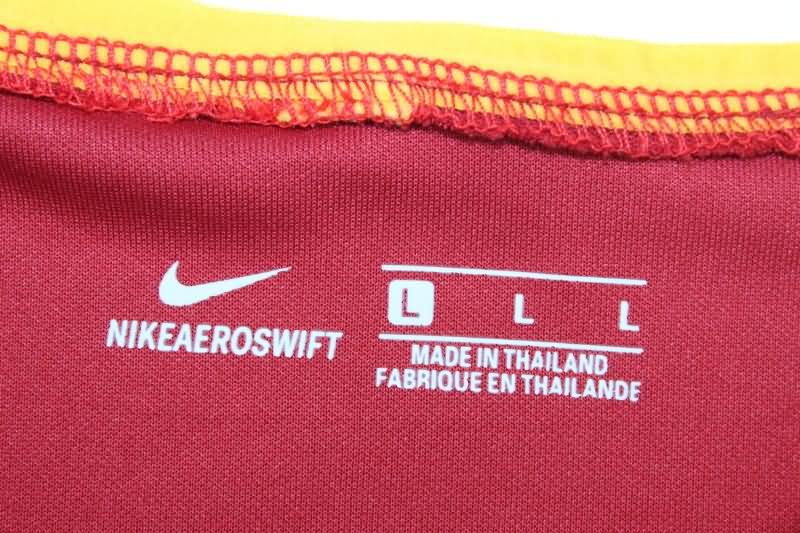 NIKEAEROSWIFT
L L L
MADE IN THAILAND
FABRIQUE EN THAILANDE